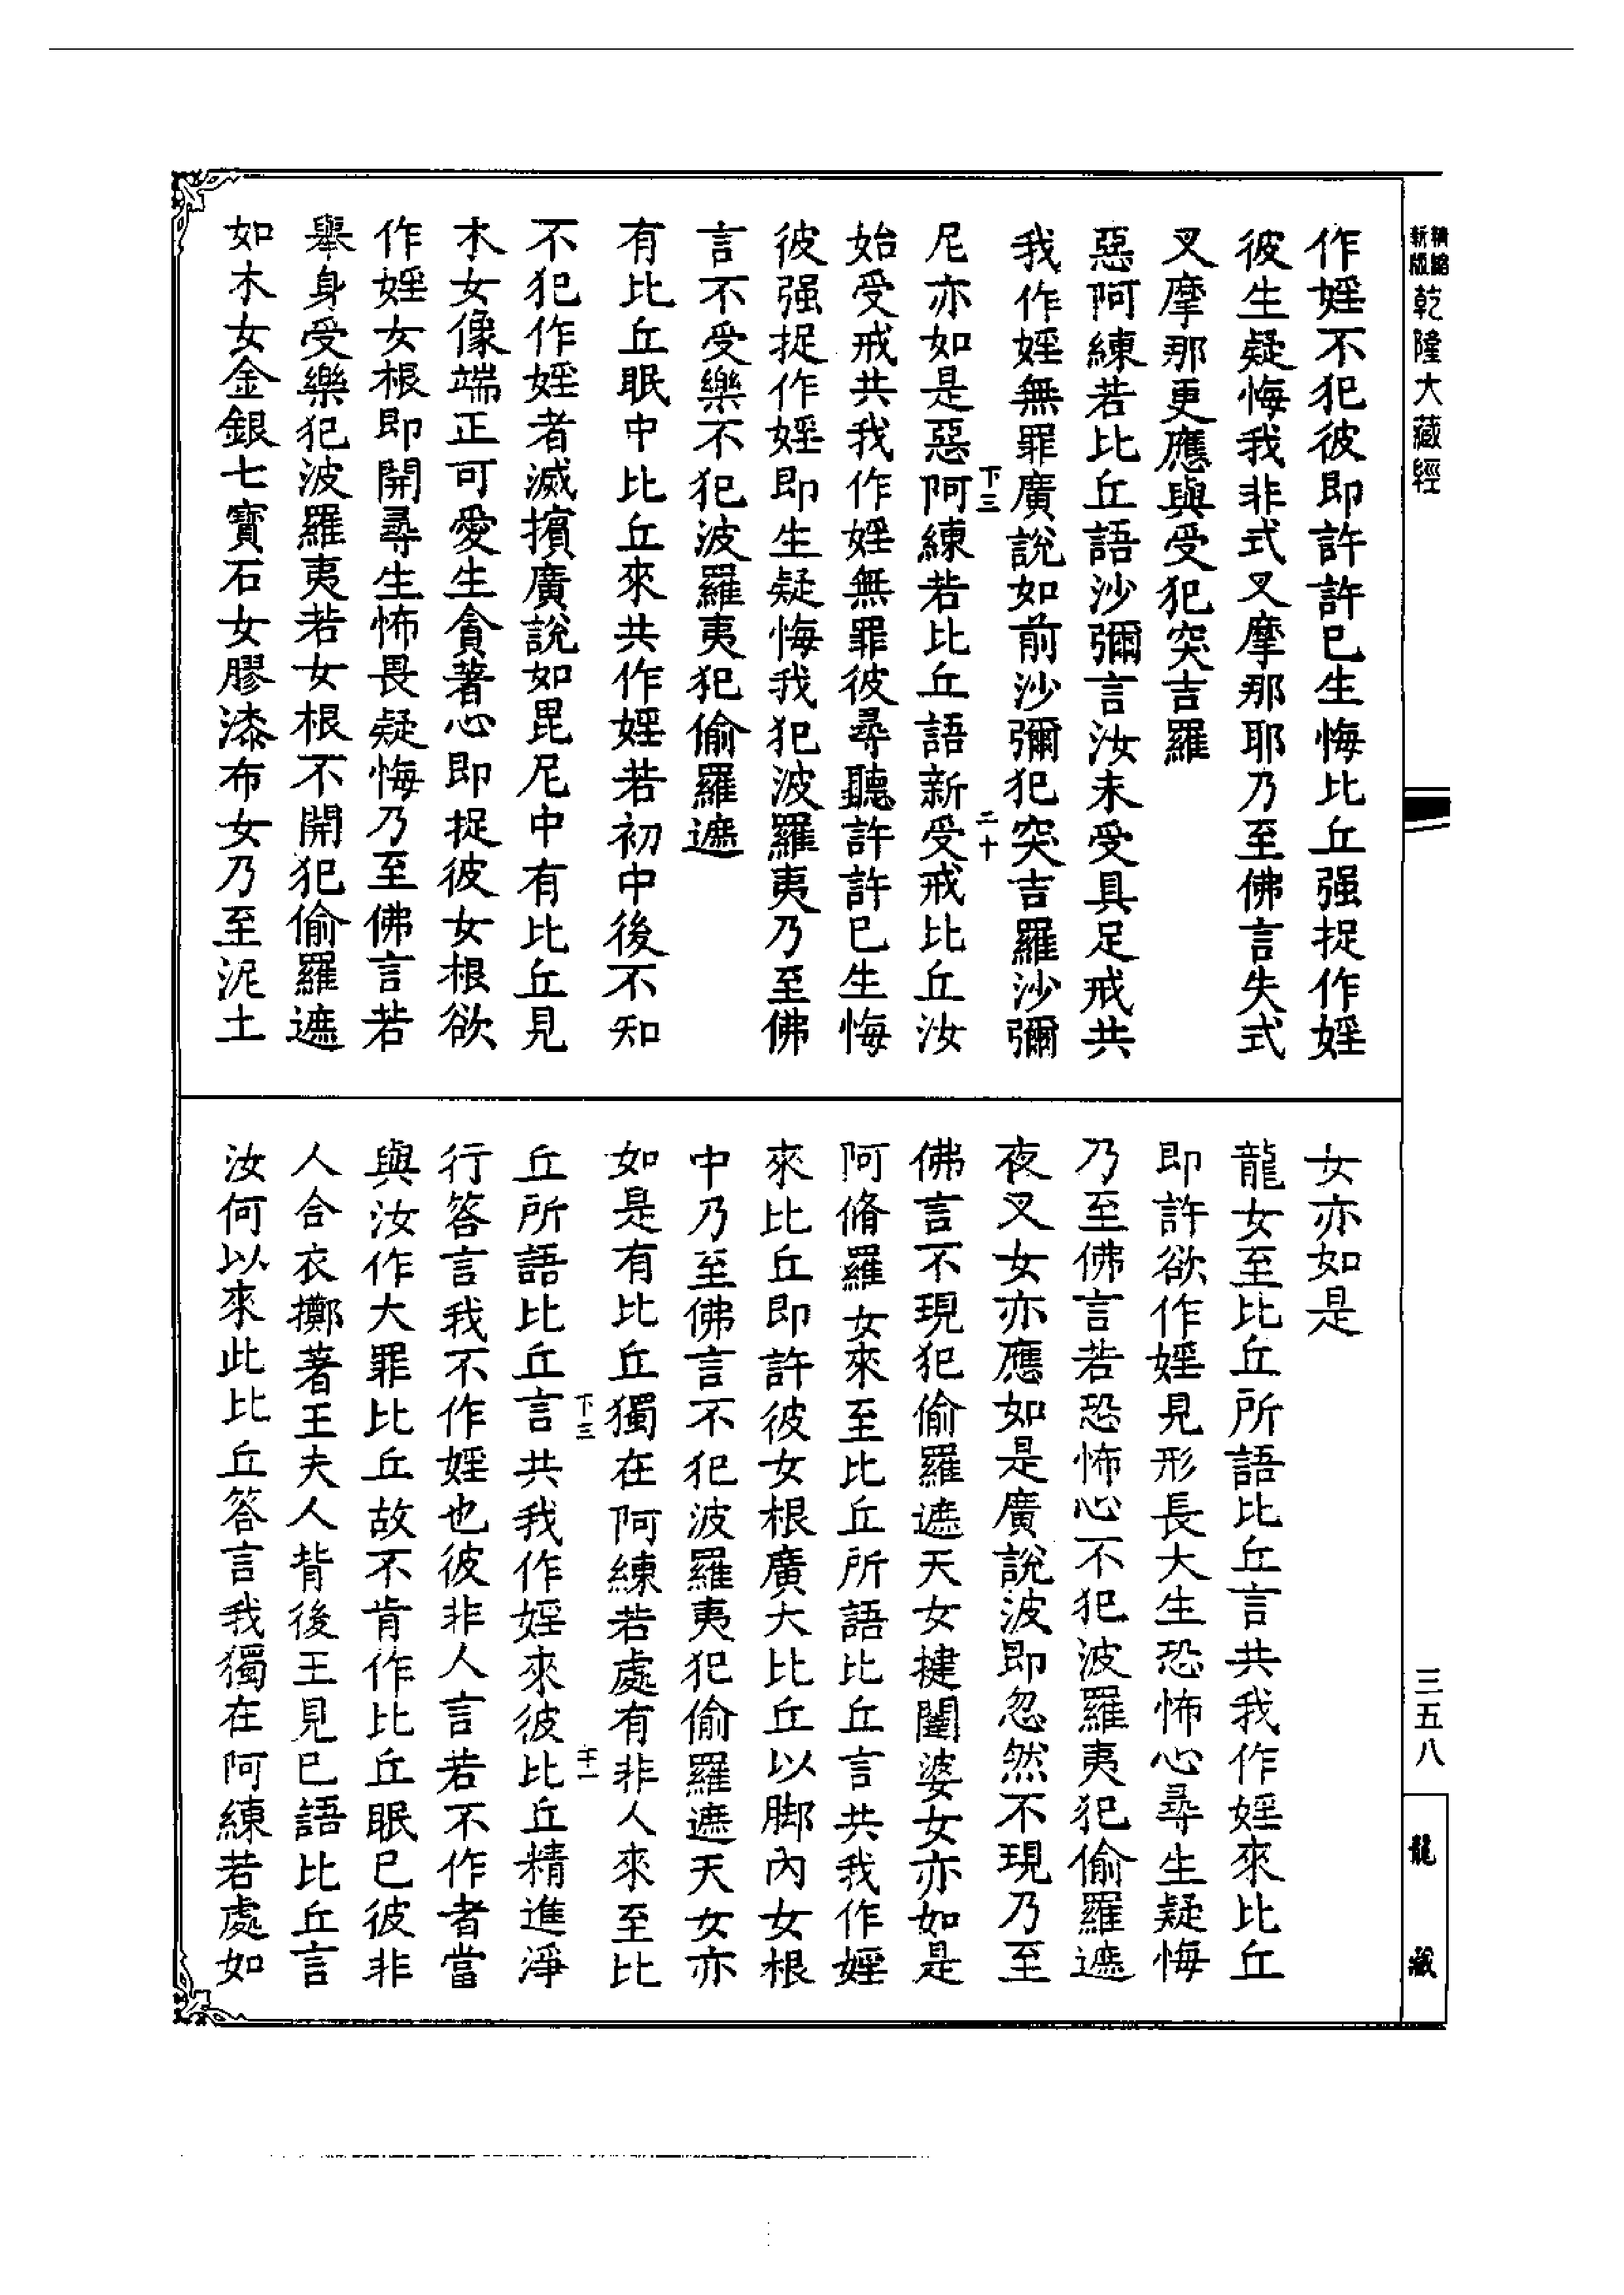 精縮
新版
乾隆大藏經
三五八
龍藏
作婬不犯彼即許許已生悔比丘强捉作婬
彼生疑悔我非式叉摩那耶乃至佛言失式
叉摩那更應與受犯突吉羅
惡阿練若比丘語沙彌言汝未受具足戒共
我作婬無罪廣說如前沙彌犯突吉羅沙彌
下三
二十
尼亦如是惡阿練若比丘語新受戒比丘汝
始受戒共我作婬無罪彼尋聽許許已生悔
彼强捉作婬即生疑悔我犯波羅夷乃至佛
言不受樂不犯波羅夷犯偷羅遮
有比丘眠中比丘來共作婬若初中後不知
不犯作婬者滅擯廣說如毘尼中有比丘見
木女像端正可愛生貪著心即捉彼女根欲
作婬女根即開尋生怖畏疑悔乃至佛言若
舉身受樂犯波羅夷若女根不開犯偷羅遮
如木女金銀七寶石女膠漆布女乃至泥土
女亦如是
龍女至比丘所語比丘言共我作婬來比丘
即許欲作婬見形長大生恐怖心尋生疑悔
乃至佛言若恐怖心不犯波羅夷犯偷羅遮
夜叉女亦應如是廣說波即忽然不現乃至
佛言不現犯偷羅遮天女揵闥婆女亦如是
阿脩羅女來至比丘所語比丘言共我作婬
來比丘即許彼女根廣大比丘以脚內女根
中乃至佛言不犯波羅夷犯偷羅遮天女亦
如是有比丘獨在阿練若處有非人來至比
下三
丘所語比丘言共我作婬來彼比丘精進淨
行答言我不作婬也彼非人言若不作者當
與汝作大罪比丘故不肯作比丘眠已彼非
人合衣擲著王夫人背後王見已語比丘言
汝何以來此比丘答言我獨在阿練若處如